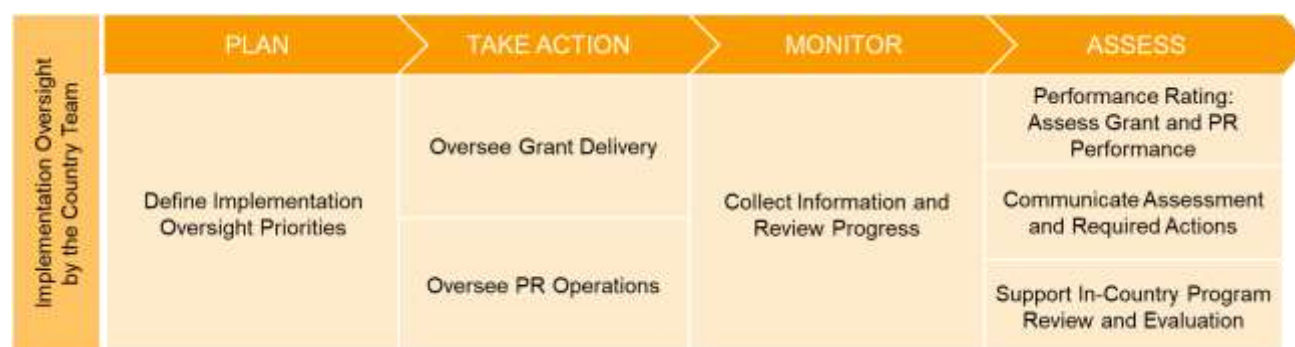 Implementation Oversight
by the Country Team
PLAN
TAKE ACTION
MONITOR
ASSESS
Define Implementation
Oversight Priorities
Oversee Grant Delivery
Oversee PR Operations
Collect Information and
Review Progress
Performance Rating:
Assess Grant and PR
Performance
Communicate Assessment
and Required Actions
Support In-Country Program
Review and Evaluation